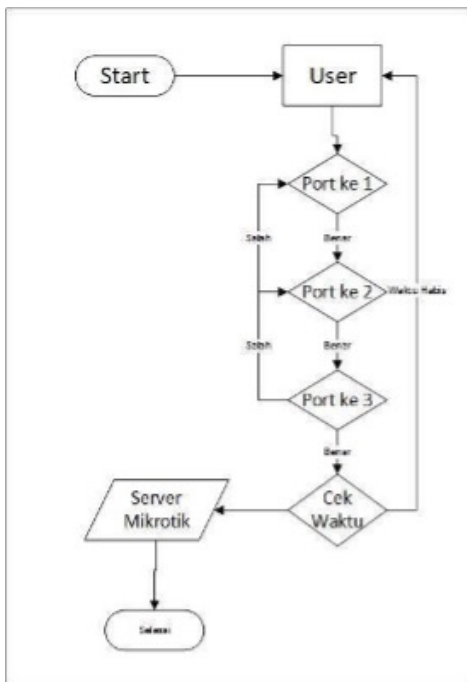 Start
User
Port ke 1
Salah
Benar
Port ke 2
Waktu Habis
Salah
Benar
Port ke 3
Benar
Server
Mikrotik
Cek
Waktu
Selesai